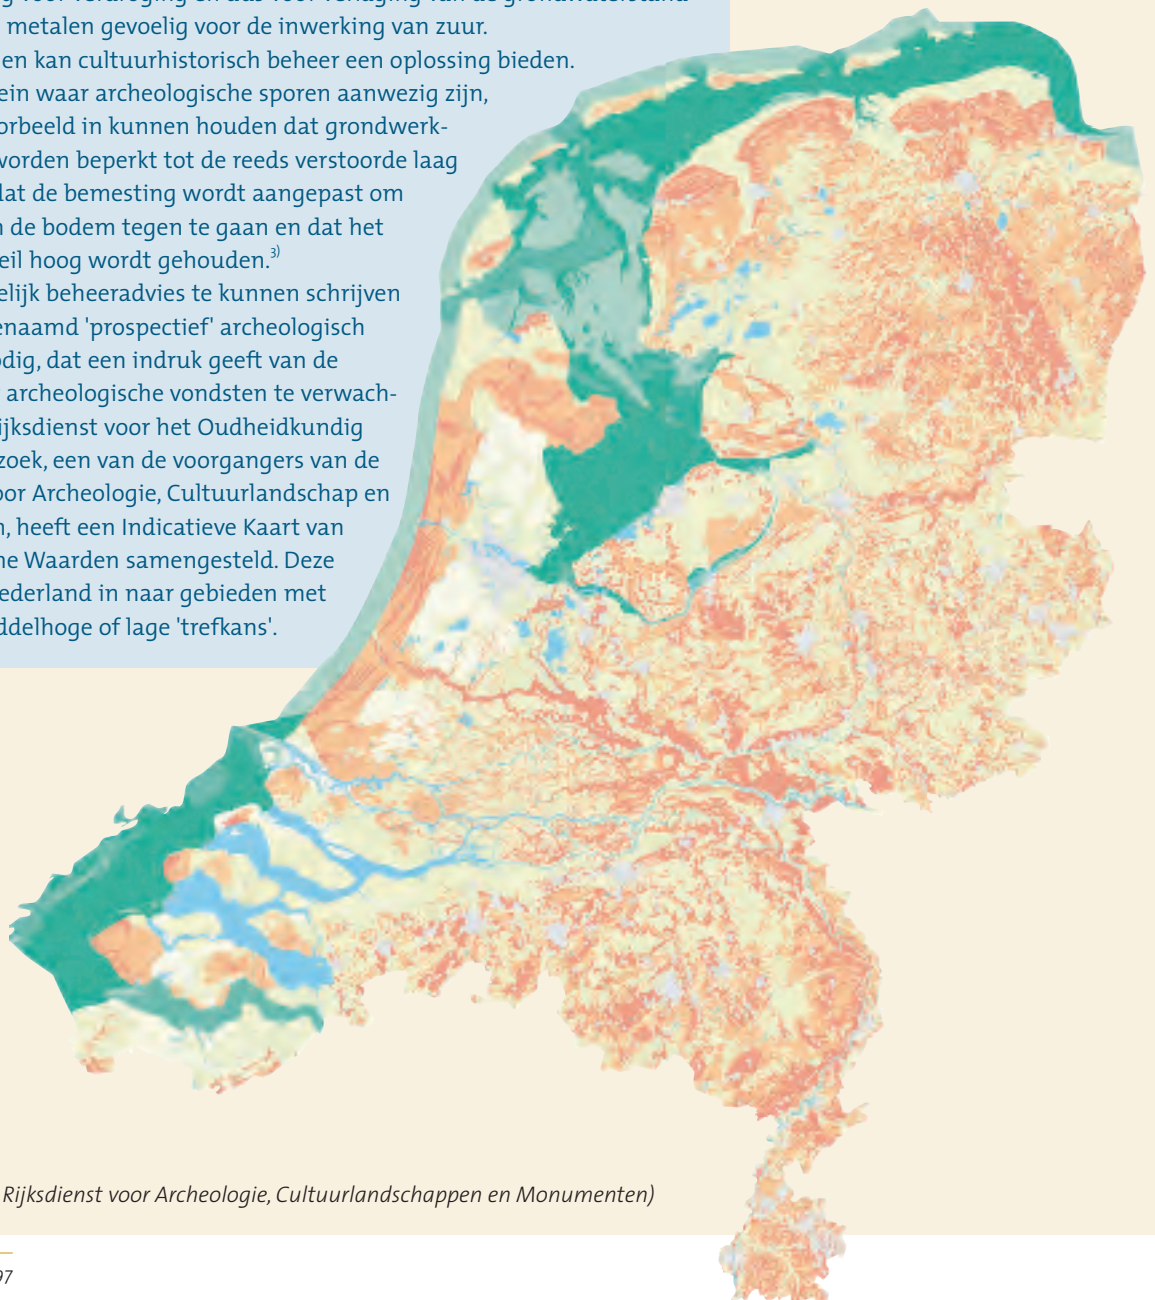 metalen gevoelig voor de inwerking van zuur.
en kan cultuurhistorisch beheer een oplossing bieden.
ein waar archeologische sporen aanwezig zijn,
orbeeld in kunnen houden dat grondwerk-
worden beperkt tot de reeds verstoorde laag
dat de bemesting wordt aangepast om
n de bodem tegen te gaan en dat het
eil hoog wordt gehouden.3)
elijk beheeradvies te kunnen schrijven
enaamd 'prospectief' archeologisch
odig, dat een indruk geeft van de
archeologische vondsten te verwach-
ijksdienst voor het Oudheidkundig
zoek, een van de voorgangers van de
oor Archeologie, Cultuurlandschap en
n, heeft een Indicatieve Kaart van
he Waarden samengesteld. Deze
ederland in naar gebieden met
ddelhoge of lage 'trefkans'.
Rijksdienst voor Archeologie, Cultuurlandschappen en Monumenten)
97